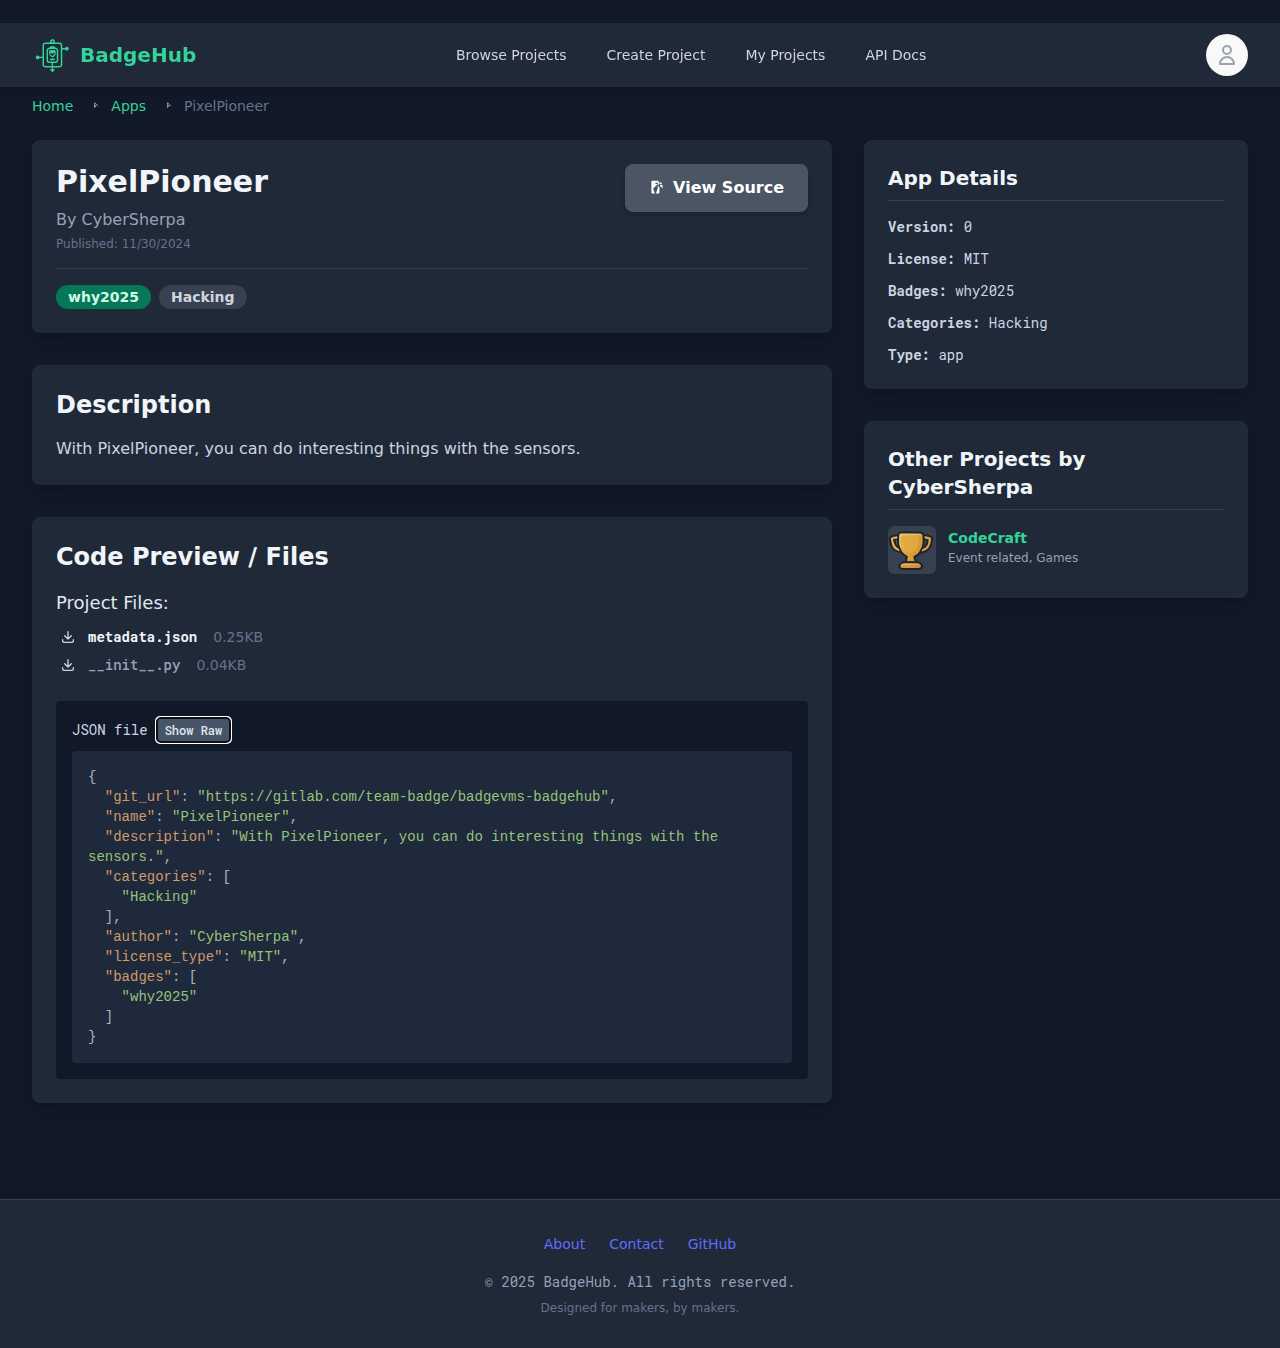 BadgeHub
Browse Projects
Create Project
My Projects
API Docs
Home
Apps
PixelPioneer
PixelPioneer
View Source
By CyberSherpa
Published: 11/30/2024
why2025
Hacking
Description
With PixelPioneer, you can do interesting things with the sensors.
Code Preview / Files
Project Files:
metadata.json 0.25KB
__init__.py 0.04KB
JSON file Show Raw
{
  "git_url": "https://gitlab.com/team-badge/badgevms-badgehub",
  "name": "PixelPioneer",
  "description": "With PixelPioneer, you can do interesting things with the
sensors.",
  "categories": [
    "Hacking"
  ],
  "author": "CyberSherpa",
  "license_type": "MIT",
  "badges": [
    "why2025"
  ]
}
App Details
Version: 0
License: MIT
Badges: why2025
Categories: Hacking
Type: app
Other Projects by
CyberSherpa
CodeCraft
Event related, Games
About
Contact
GitHub
© 2025 BadgeHub. All rights reserved.
Designed for makers, by makers.